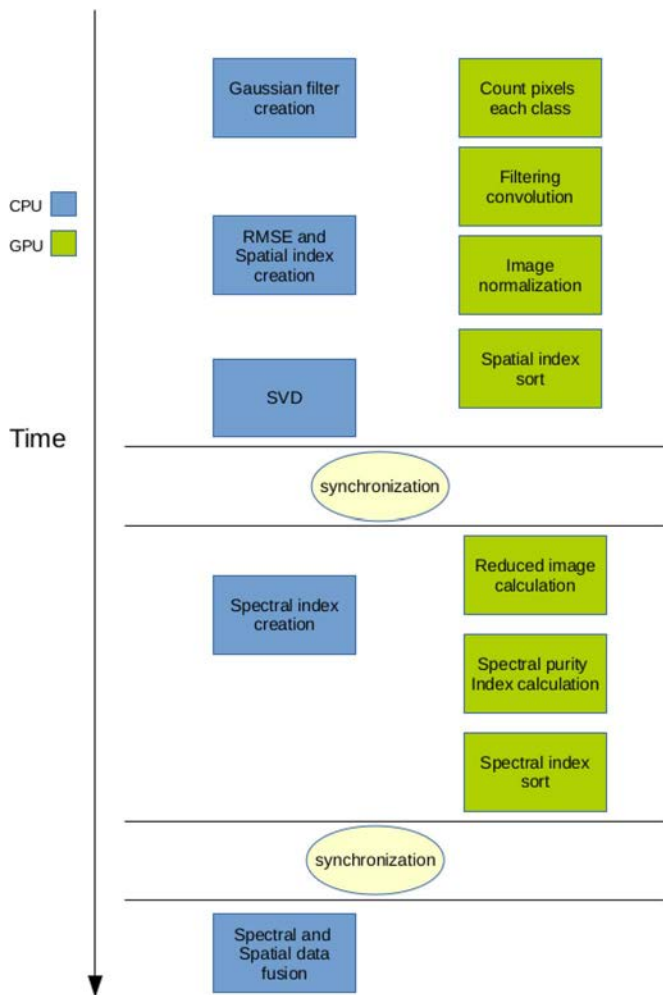 Gaussian filter
creation
Count pixels
each class
Filtering
convolution
CPU
GPU
RMSE and
Spatial index
creation
Image
normalization
Spatial index
sort
SVD
Time
synchronization
Reduced image
calculation
Spectral index
creation
Spectral purity
Index calculation
Spectral index
sort
synchronization
Spectral and
Spatial data
fusion